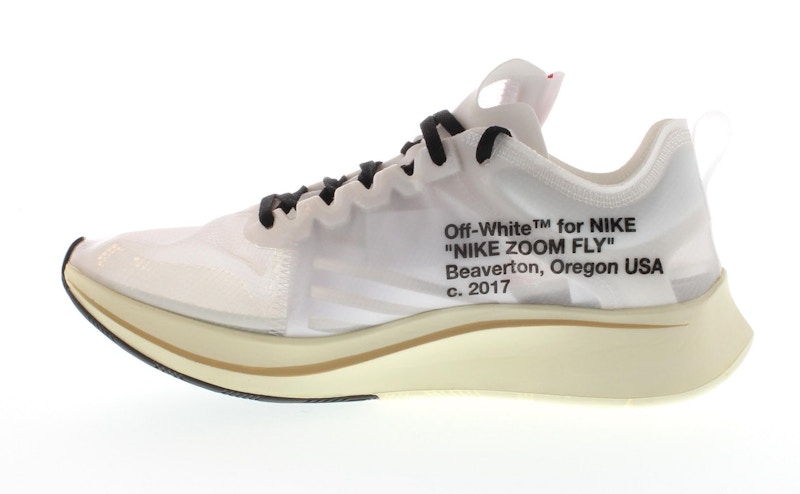 Off-White™ for NIKE
"NIKE ZOOM FLY"
Beaverton, Oregon USA
c. 2017